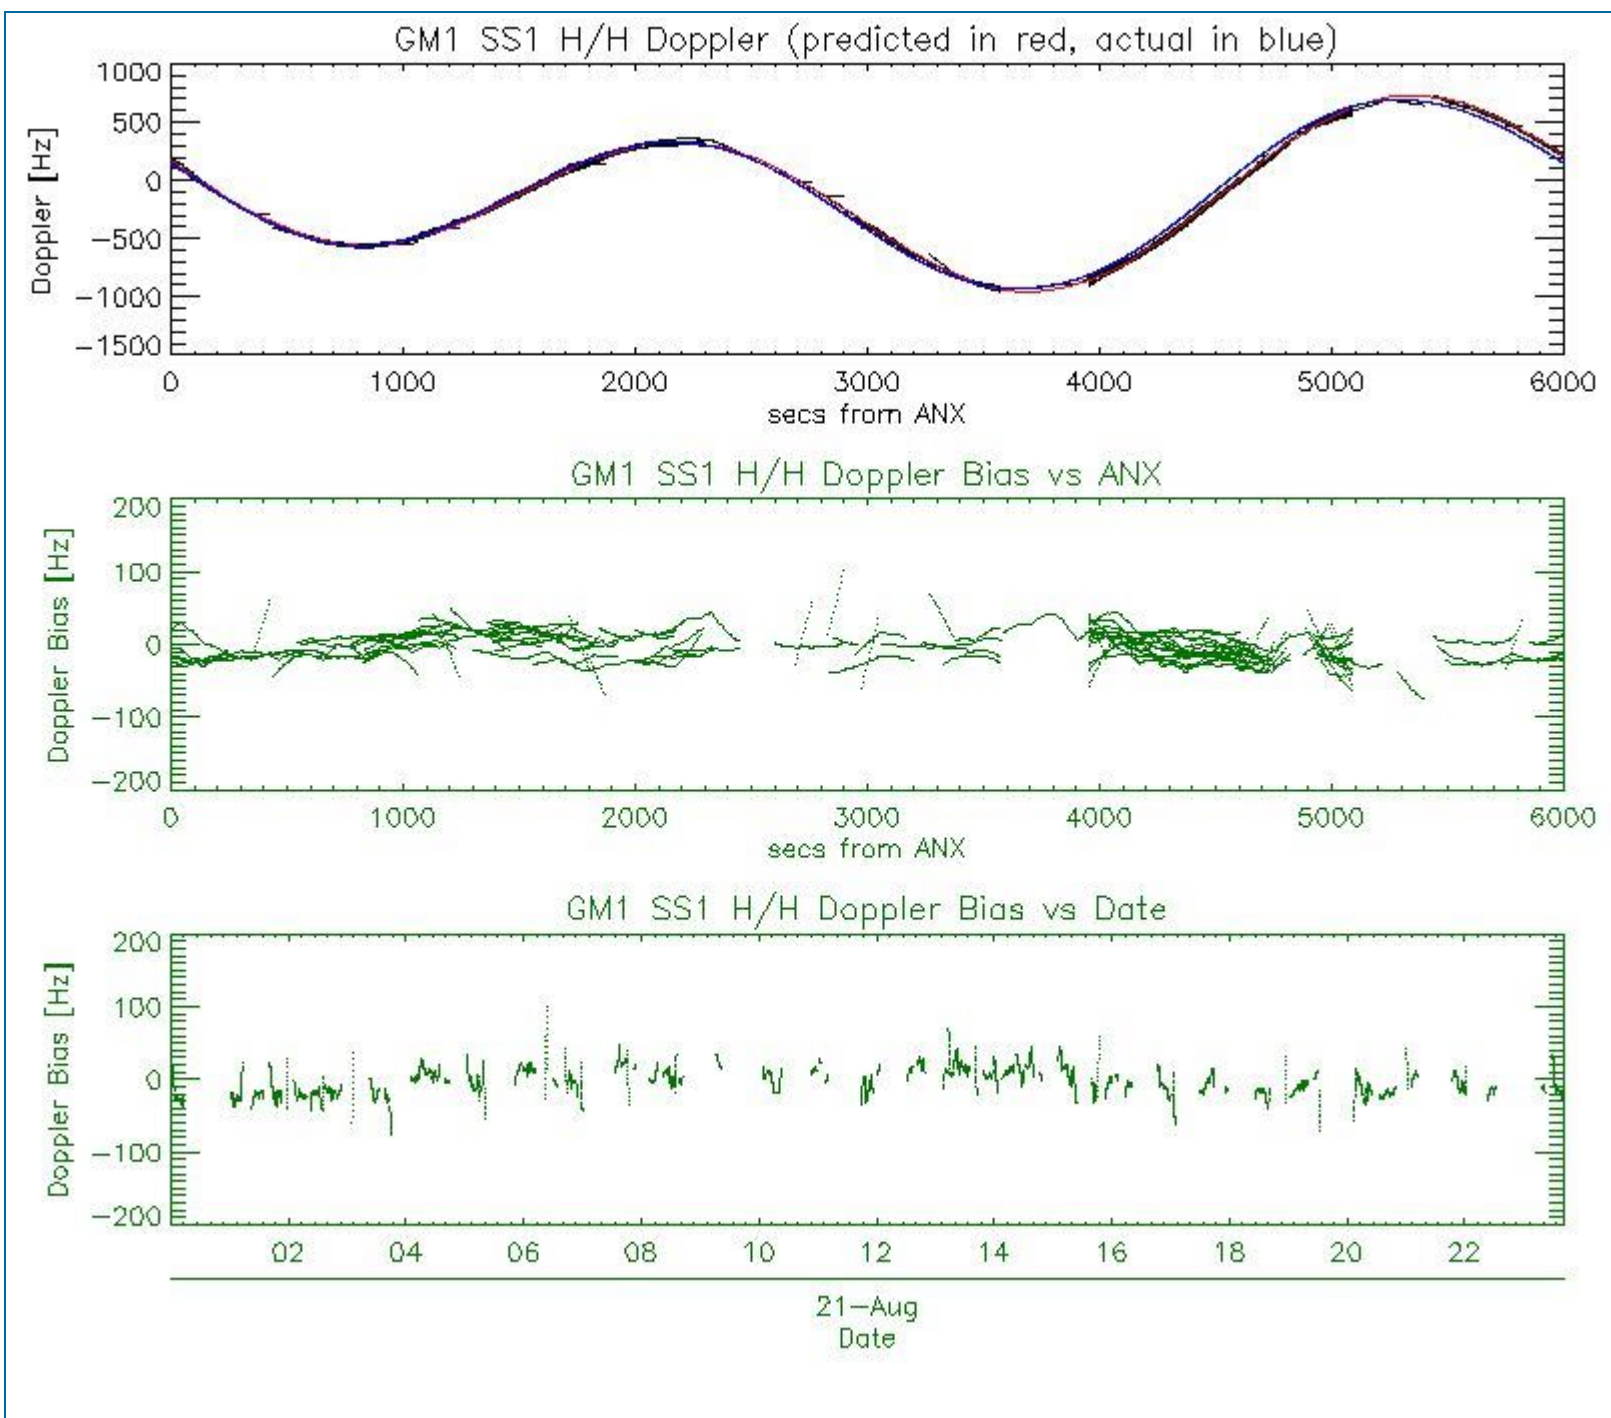 GM1 SS1 H/H Doppler (predicted in red, actual in blue)
Doppler [Hz]
1000
500
0
-500
-1000
-1500
0 1000 2000 3000 4000 5000 6000
secs from ANX
GM1 SS1 H/H Doppler Bias vs ANX
Doppler Bias [Hz]
200
100
0
-100
-200
0 1000 2000 3000 4000 5000 6000
secs from ANX
GM1 SS1 H/H Doppler Bias vs Date
Doppler Bias [Hz]
200
100
0
-100
-200
02 04 06 08 10 12 14 16 18 20 22
21-Aug
Date